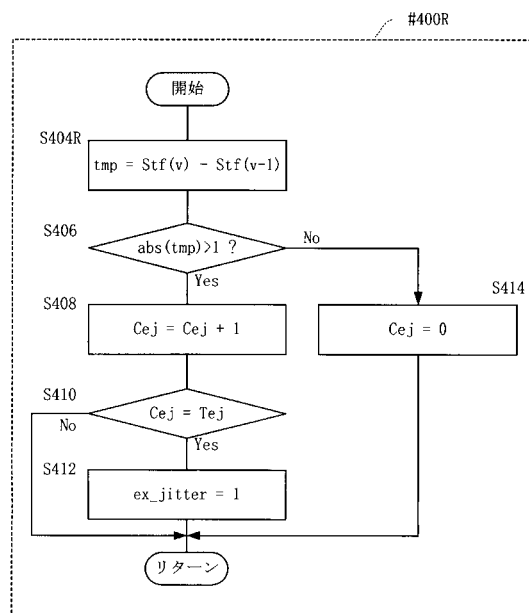 #400R
開始
S404R
tmp = Stf(v) - Stf(v-1)
S406
abs(tmp)>1 ?
No
Yes
S408
Cej = Cej + 1
S414
Cej = 0
S410
Cej = Tej
No
Yes
S412
ex_jitter = 1
リターン